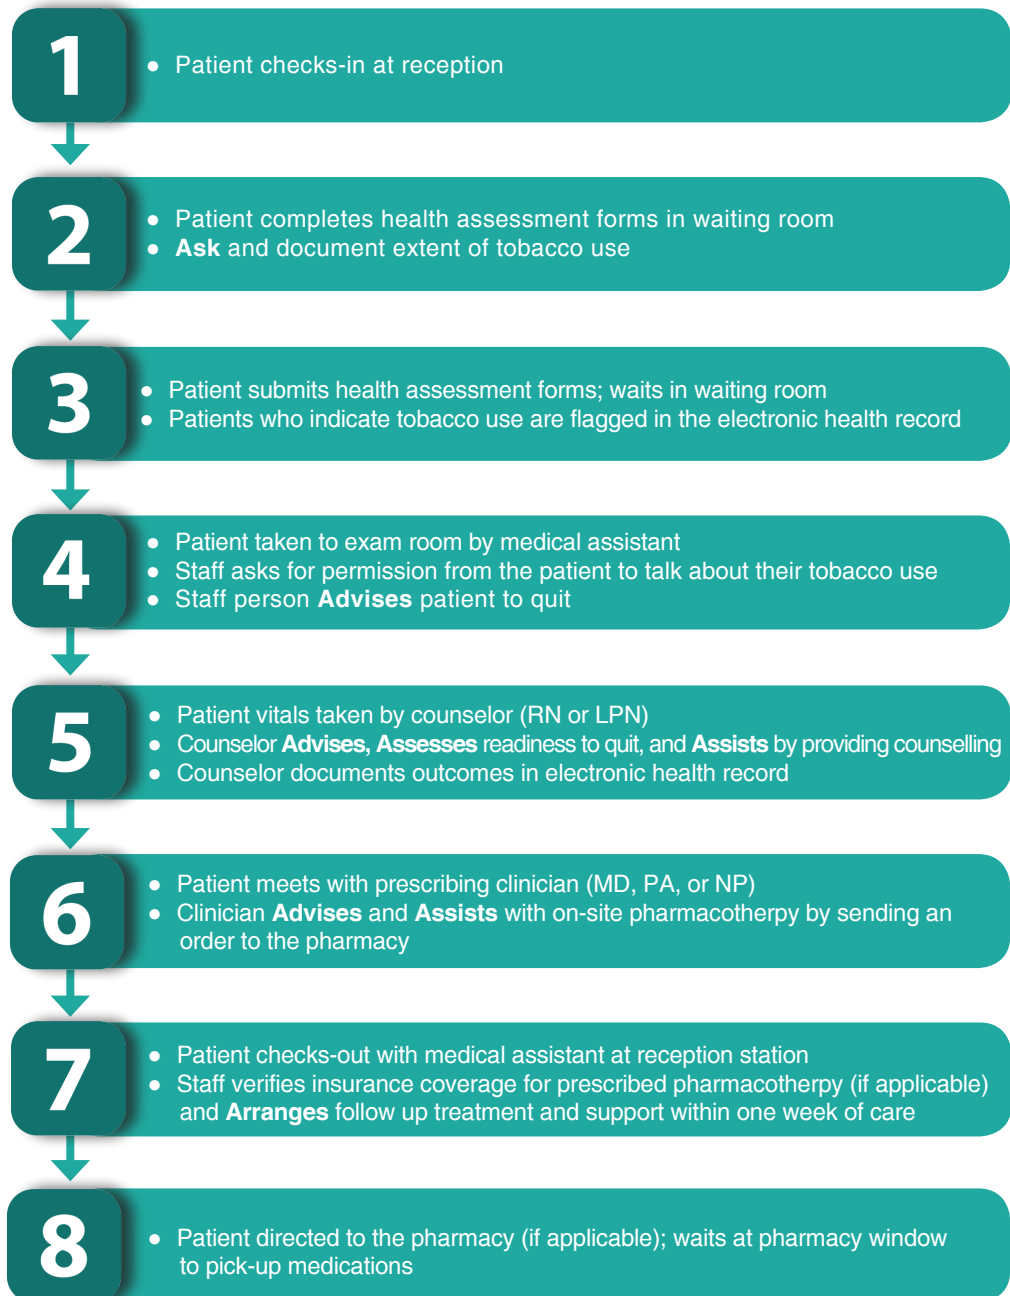 1
● Patient checks-in at reception
2
● Patient completes health assessment forms in waiting room
● Ask and document extent of tobacco use
3
● Patient submits health assessment forms; waits in waiting room
● Patients who indicate tobacco use are flagged in the electronic health record
4
● Patient taken to exam room by medical assistant
● Staff asks for permission from the patient to talk about their tobacco use
● Staff person Advises patient to quit
5
● Patient vitals taken by counselor (RN or LPN)
● Counselor Advises, Assesses readiness to quit, and Assists by providing counselling
● Counselor documents outcomes in electronic health record
6
● Patient meets with prescribing clinician (MD, PA, or NP)
● Clinician Advises and Assists with on-site pharmacotherpy by sending an
order to the pharmacy
7
● Patient checks-out with medical assistant at reception station
● Staff verifies insurance coverage for prescribed pharmacotherpy (if applicable)
and Arranges follow up treatment and support within one week of care
8
● Patient directed to the pharmacy (if applicable); waits at pharmacy window
to pick-up medications